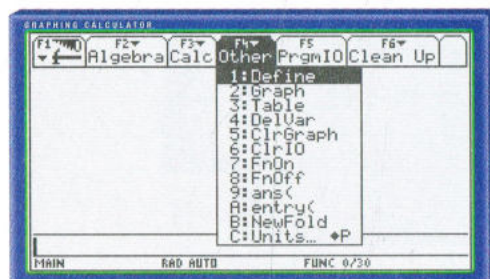 GRAPHING CALCULATOR
F1 F2 F3 F4 F5 F6
Algebra Calc Other PrgmIO Clean Up
1:Define
2:Graph
3:Table
4:DelVar
5:ClrGraph
6:ClrIO
7:FnOn
8:FnOff
9:ans(
A:entry(
B:NewFold
C:Units… ◆P
MAIN RAD AUTO FUNC 0/30